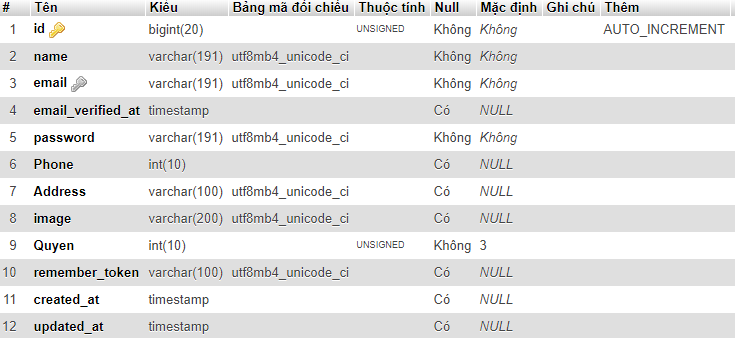 # Tên Kiểu Bảng mã đối chiếu Thuộc tính Null Mặc định Ghi chú Thêm
1 id bigint(20) UNSIGNED Không Không AUTO_INCREMENT
2 name varchar(191) utf8mb4_unicode_ci Không Không
3 email varchar(191) utf8mb4_unicode_ci Không Không
4 email_verified_at timestamp Có NULL
5 password varchar(191) utf8mb4_unicode_ci Không Không
6 Phone int(10) Có NULL
7 Address varchar(100) utf8mb4_unicode_ci Có NULL
8 image varchar(200) utf8mb4_unicode_ci Có NULL
9 Quyen int(10) UNSIGNED Không 3
10 remember_token varchar(100) utf8mb4_unicode_ci Có NULL
11 created_at timestamp Có NULL
12 updated_at timestamp Có NULL